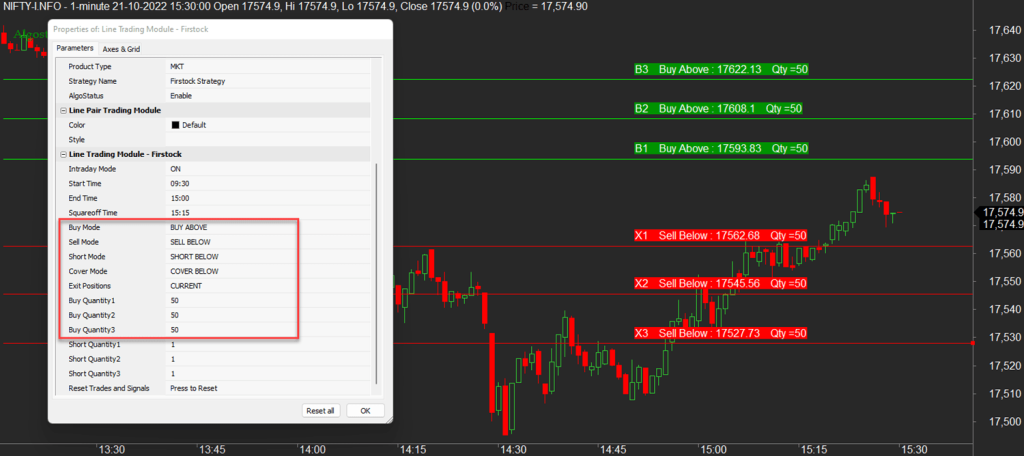 NIFTY-I.NFO - 1-minute 21-10-2022 15:30:00 Open 17574.9, Hi 17574.9, Lo 17574.9, Close 17574.9 (0.0%) Price = 17,574.90
Properties of: Line Trading Module - Firstock
Parameters Axes & Grid
Product Type MKT
Strategy Name Firstock Strategy
AlgoStatus Enable
Line Pair Trading Module
Color Default
Style
Line Trading Module - Firstock
Intraday Mode ON
Start Time 09:30
End Time 15:00
Squareoff Time 15:15
Buy Mode BUY ABOVE
Sell Mode SELL BELOW
Short Mode SHORT BELOW
Cover Mode COVER BELOW
Exit Positions CURRENT
Buy Quantity1 50
Buy Quantity2 50
Buy Quantity3 50
Short Quantity1 1
Short Quantity2 1
Short Quantity3 1
Reset Trades and Signals Press to Reset
Reset all OK
B3 Buy Above : 17622.13 Qty =50
B2 Buy Above : 17608.1 Qty =50
B1 Buy Above : 17593.83 Qty =50
X1 Sell Below : 17562.68 Qty =50
X2 Sell Below : 17545.56 Qty =50
X3 Sell Below : 17527.73 Qty =50
17,640
17,630
17,620
17,610
17,600
17,590
17,580
17,574.9
17,574.9
17,560
17,550
17,540
17,530
17,520
17,510
17,500
13:30 13:45 14:00 14:15 14:30 14:45 15:00 15:15 15:30